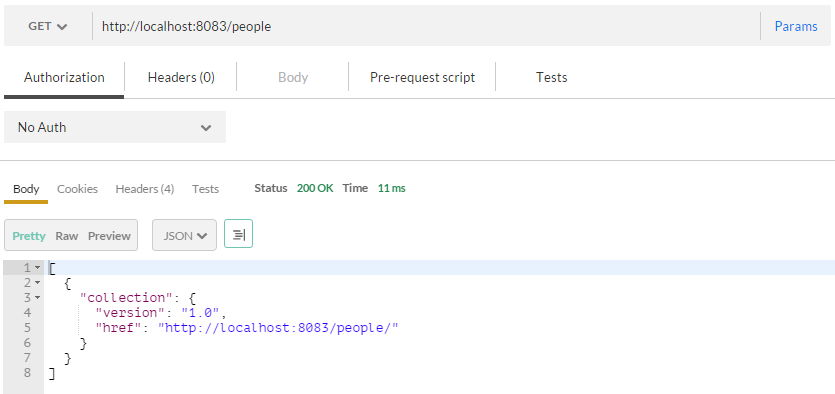 GET http://localhost:8083/people Params
Authorization Headers (0) Body Pre-request script Tests
No Auth
Body Cookies Headers (4) Tests Status 200 OK Time 11 ms
Pretty Raw Preview JSON
1 [
2 {
3 "collection": {
4 "version": "1.0",
5 "href": "http://localhost:8083/people/"
6 }
7 }
8 ]